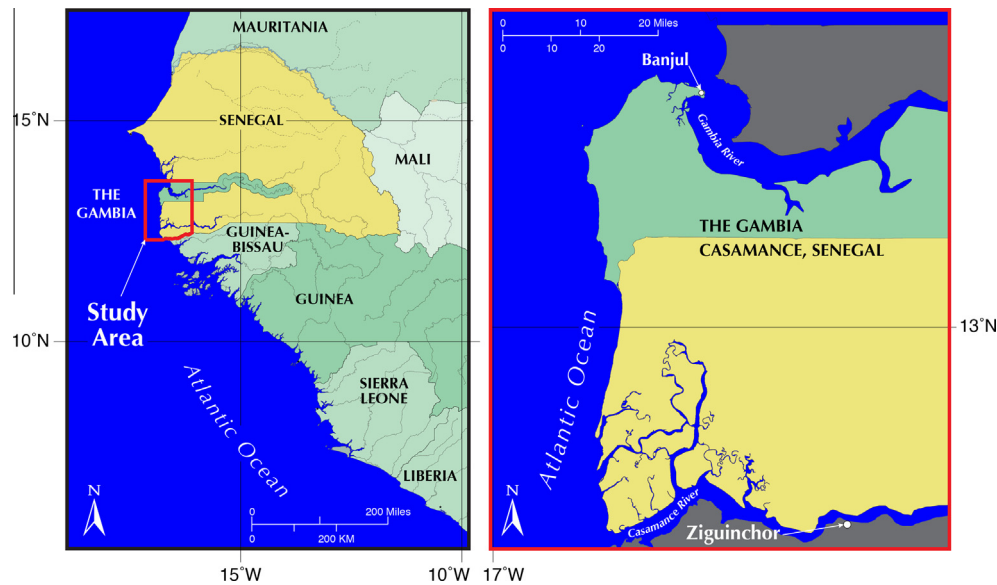 MAURITANIA
15°N
SENEGAL
MALI
THE
GAMBIA
GUINEA-
BISSAU
Study
Area
GUINEA
10°N
SIERRA
LEONE
Atlantic Ocean
LIBERIA
N
0 200 Miles
0 200 KM
15°W
10°W
0 10 20 Miles
0 10 20
Banjul
Gambia River
THE GAMBIA
CASAMANCE, SENEGAL
13°N
Atlantic Ocean
N
Casamance River
Ziguinchor
17°W